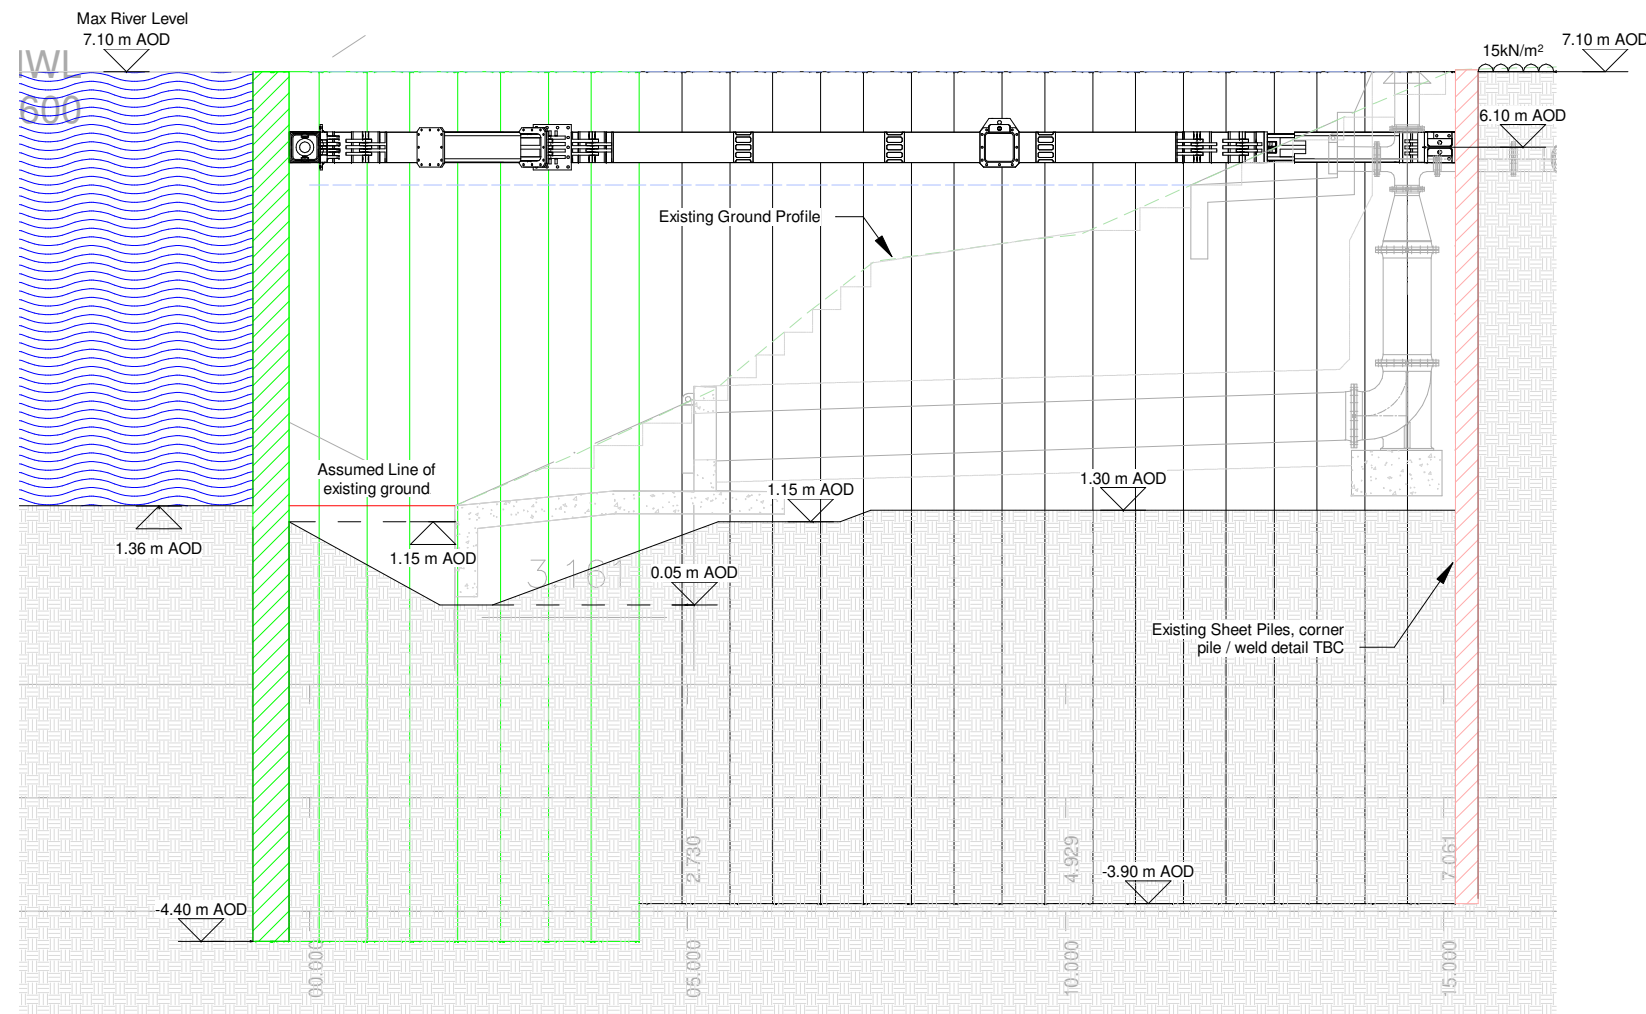 Max River Level
7.10 m AOD
IWL
600
15kN/m²
7.10 m AOD
6.10 m AOD
Existing Ground Profile
Assumed Line of
existing ground
1.15 m AOD
1.30 m AOD
1.36 m AOD
1.15 m AOD
3.161
0.05 m AOD
Existing Sheet Piles, corner
pile / weld detail TBC
2.730
4.929
7.061
-3.90 m AOD
-4.40 m AOD
00.000
05.000
10.000
15.000